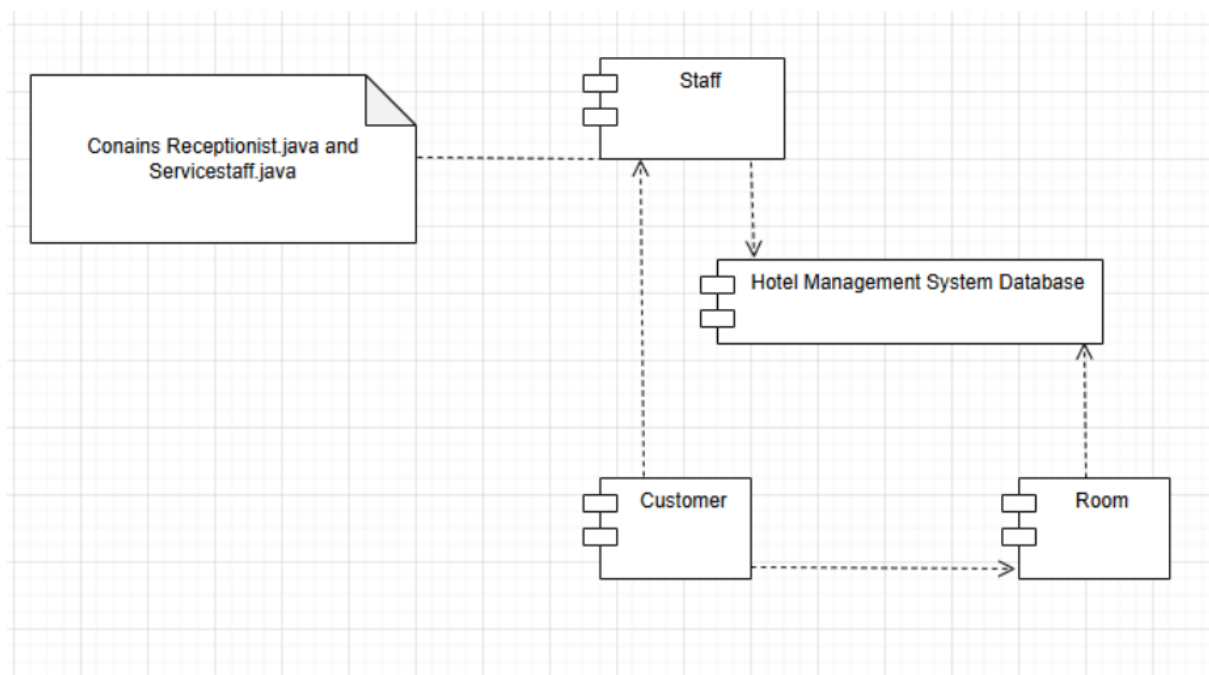 Staff
Conains Receptionist.java and
Servicestaff.java
Hotel Management System Database
Customer
Room